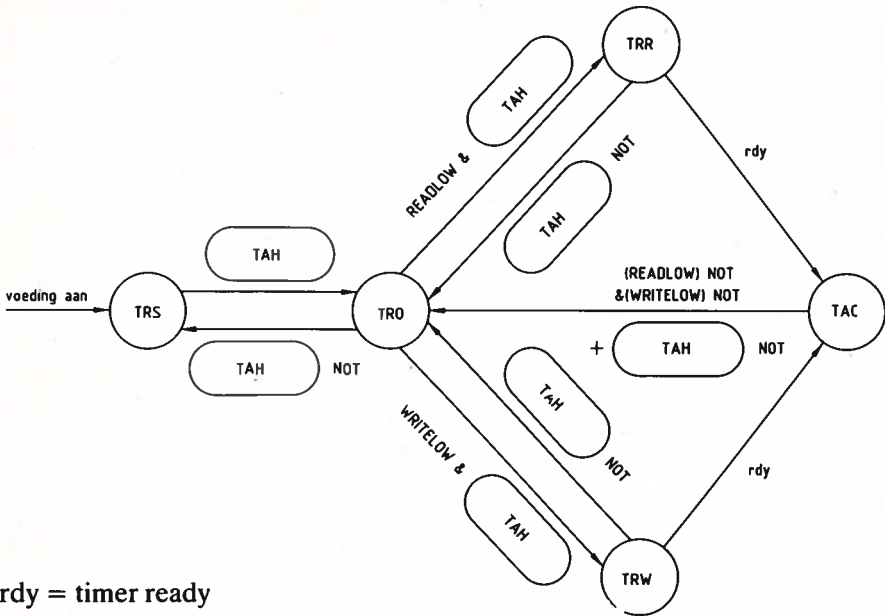 TRR
TAH
READLOW &
NOT
TAH
rdy
TAH
(READLOW) NOT
&(WRITELOW) NOT
voeding aan
TRS
TRO
TAC
+ TAH NOT
TAH NOT
TAH
NOT
WRITELOW &
TAH
rdy
TRW
rdy = timer ready